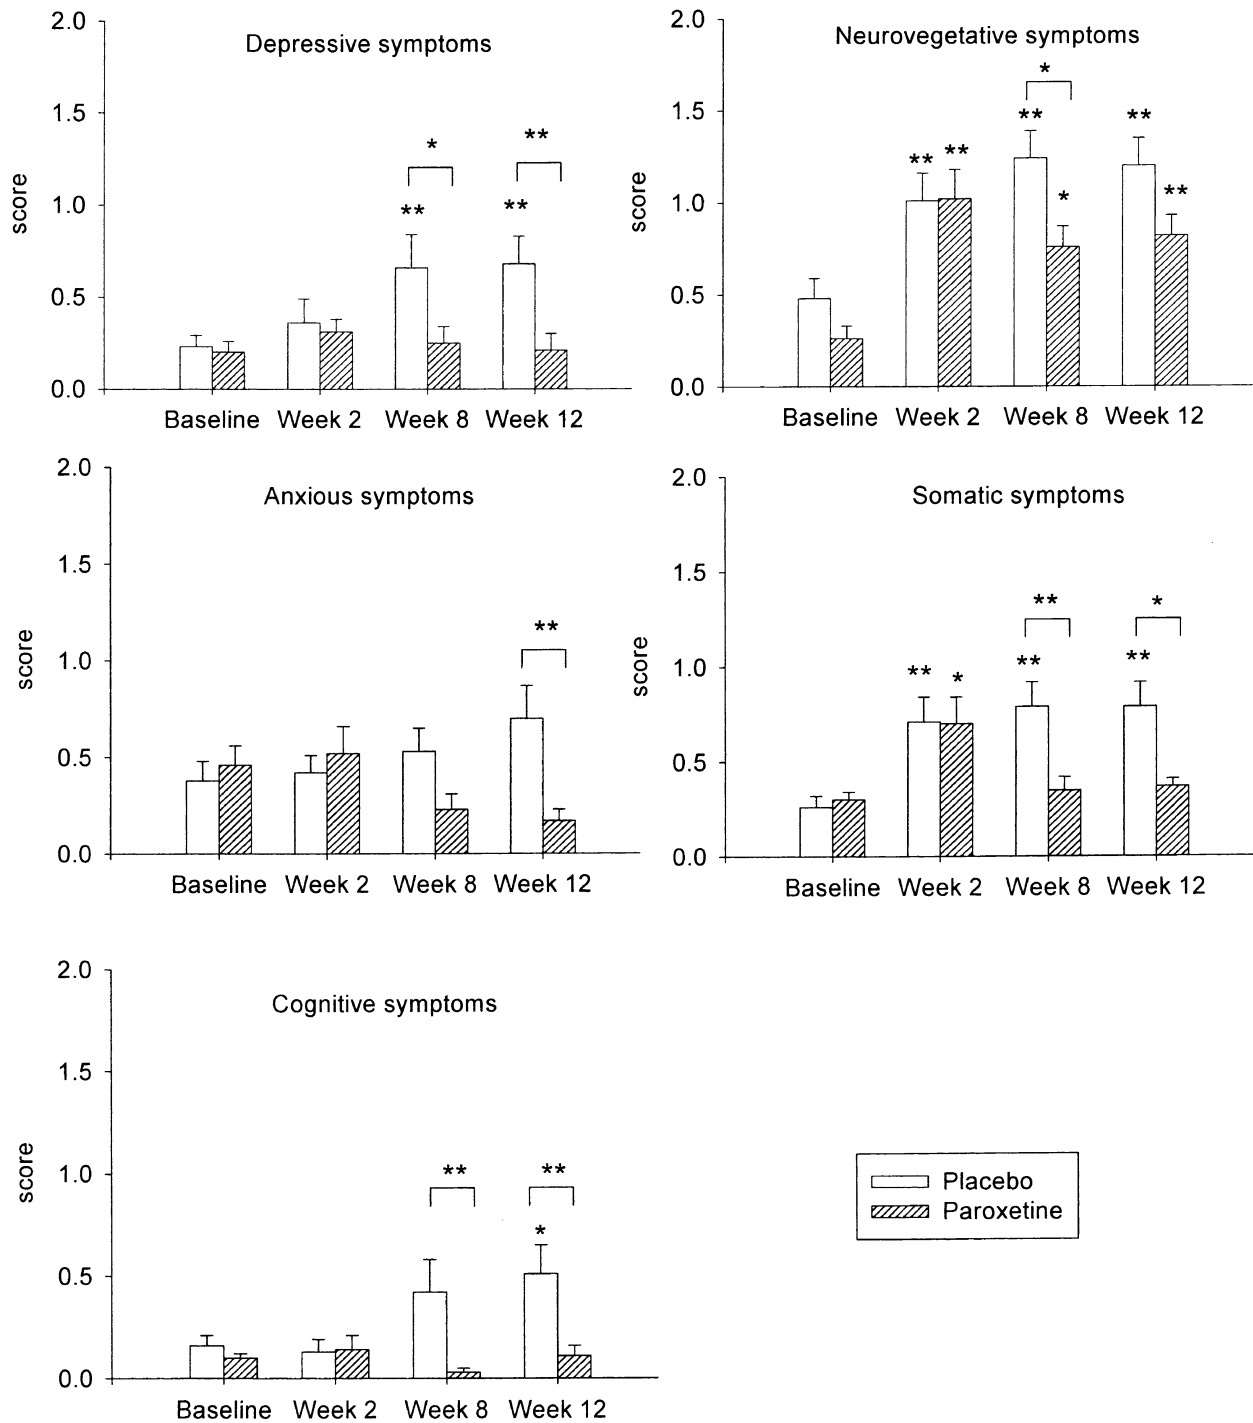 Depressive symptoms
2.0
1.5
1.0
0.5
0.0
score
*
**
**
**
Baseline Week 2 Week 8 Week 12
Neurovegetative symptoms
2.0
1.5
1.0
0.5
0.0
score
*
** ** ** **
* **
Baseline Week 2 Week 8 Week 12
Anxious symptoms
2.0
1.5
1.0
0.5
0.0
score
**
Baseline Week 2 Week 8 Week 12
Somatic symptoms
2.0
1.5
1.0
0.5
0.0
score
** *
** * ** **
Baseline Week 2 Week 8 Week 12
Cognitive symptoms
2.0
1.5
1.0
0.5
0.0
score
** **
*
Baseline Week 2 Week 8 Week 12
Placebo
Paroxetine